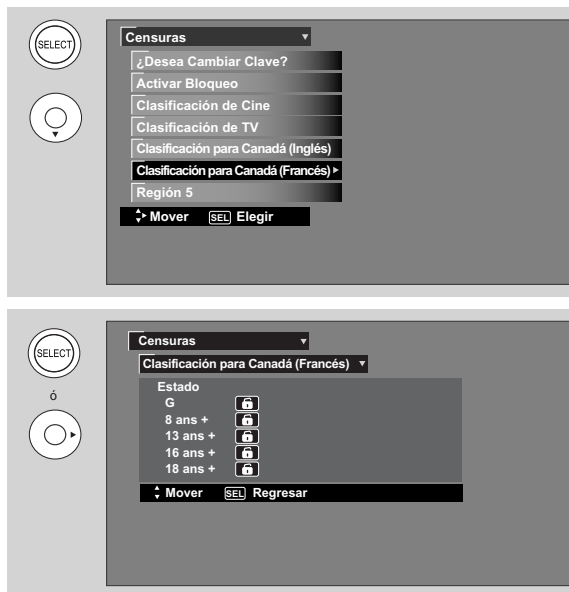 SELECT
Censuras
¿Desea Cambiar Clave?
Activar Bloqueo
Clasificación de Cine
Clasificación de TV
Clasificación para Canadá (Inglés)
Clasificación para Canadá (Francés)
Región 5
Mover SEL Elegir
SELECT
ó
Censuras
Clasificación para Canadá (Francés)
Estado
G
8 ans +
13 ans +
16 ans +
18 ans +
Mover SEL Regresar